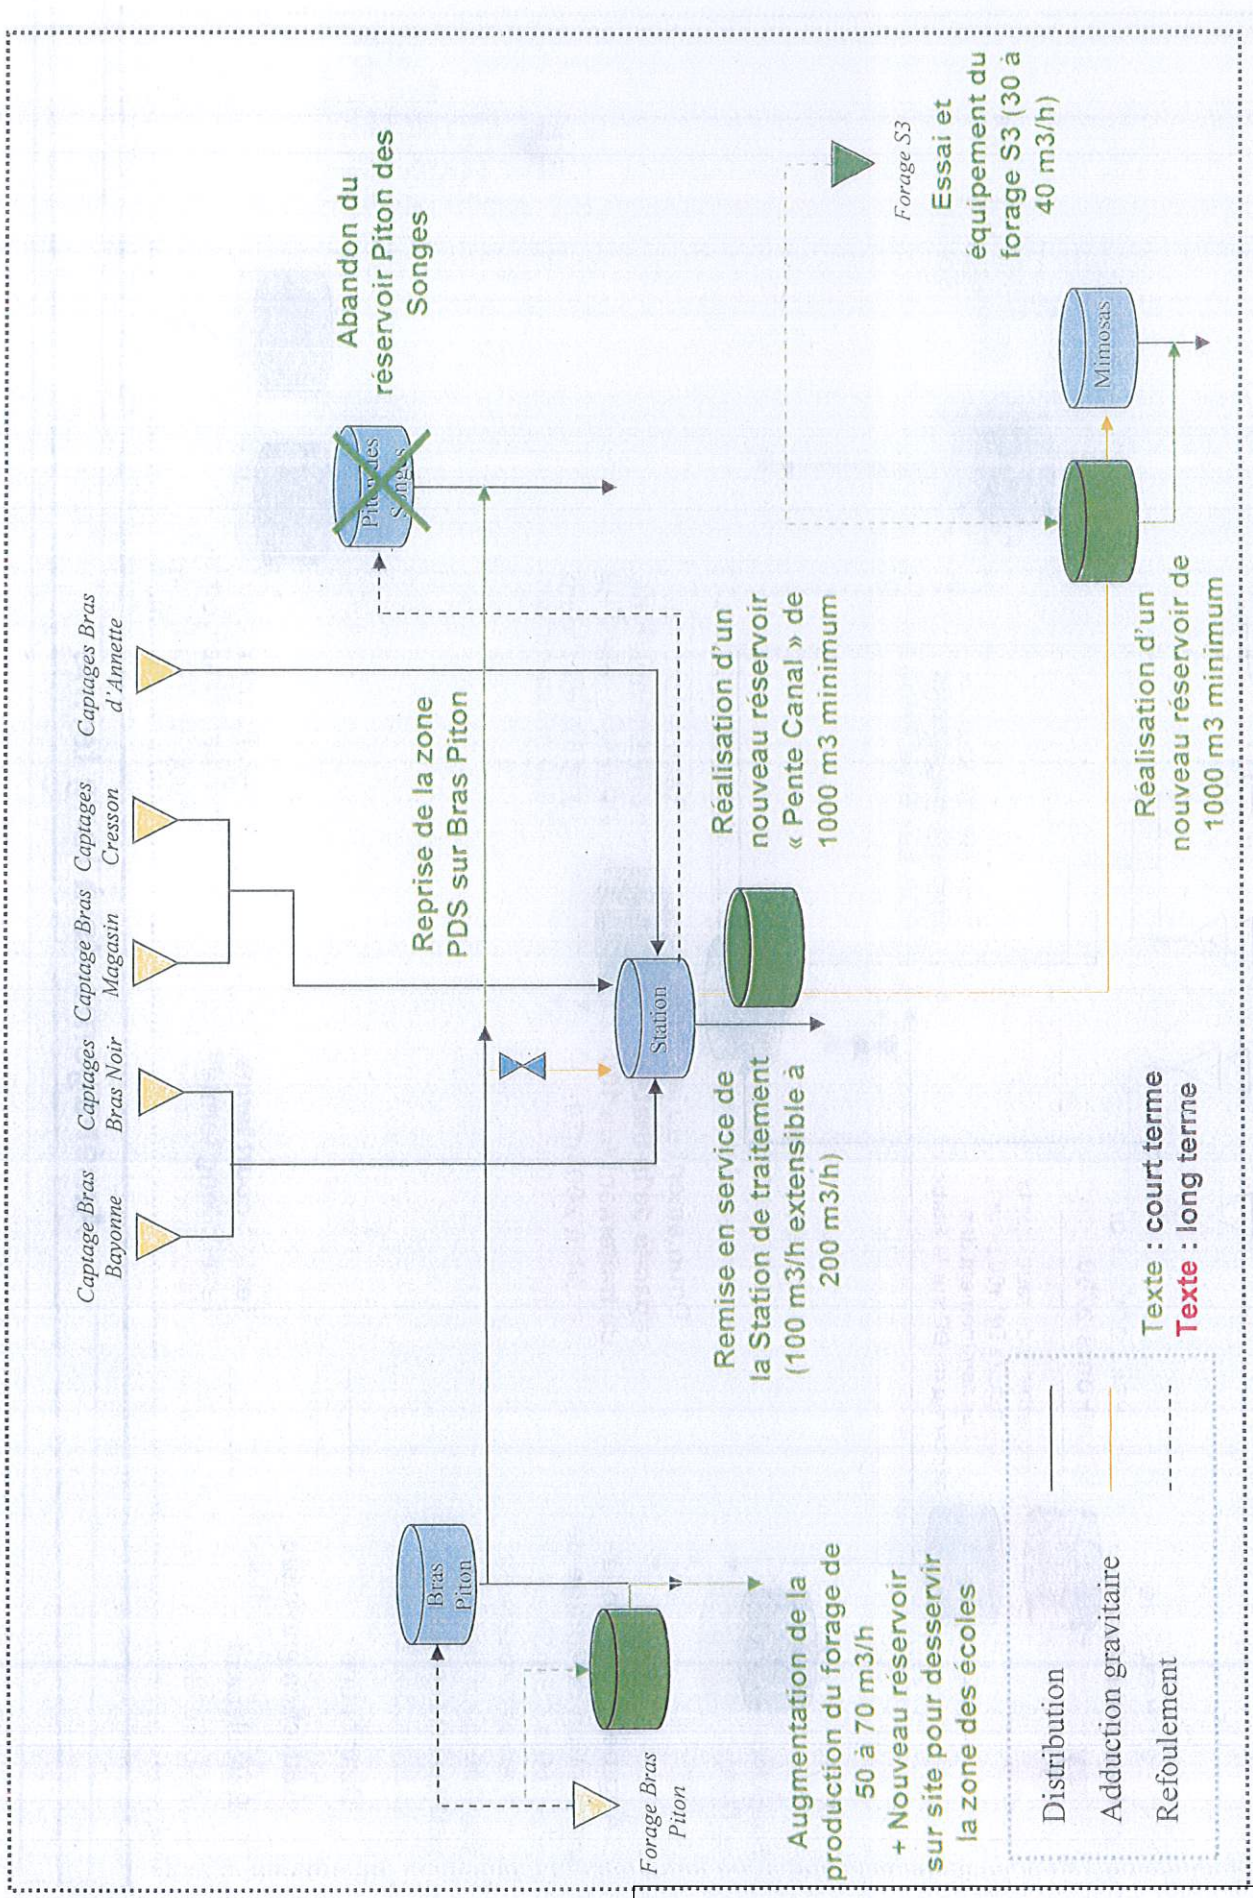 Captage Bras
Bayonne
Captages
Bras Noir
Captage Bras
Magasin
Captages
Cresson
Captages Bras
d'Annette
Abandon du
réservoir Piton des
Songes
Piton des
Songes
Reprise de la zone
PDS sur Bras Piton
Bras
Piton
Station
Forage Bras
Piton
Augmentation de la
production du forage de
50 à 70 m3/h
+ Nouveau réservoir
sur site pour desservir
la zone des écoles
Remise en service de
la Station de traitement
(100 m3/h extensible à
200 m3/h)
Réalisation d'un
nouveau réservoir
« Pente Canal » de
1000 m3 minimum
Forage S3
Essai et
équipement du
forage S3 (30 à
40 m3/h)
Mimosas
Réalisation d'un
nouveau réservoir de
1000 m3 minimum
Distribution
Adduction gravitaire
Refoulement
Texte : court terme
Texte : long terme